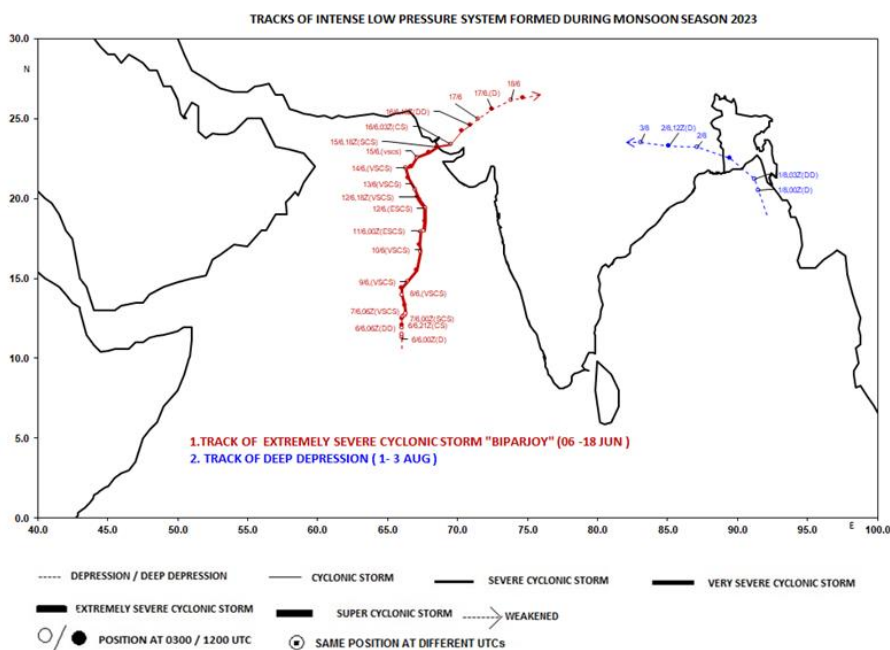 TRACKS OF INTENSE LOW PRESSURE SYSTEM FORMED DURING MONSOON SEASON 2023
30.0
N
25.0
20.0
15.0
10.0
5.0
0.0
18/6
17/6,(D)
17/6
16/6,03Z(CS)
15/6,18Z(SCS)
15/6,(vscs)
14/6,(VSCS)
13/6(VSCS)
12/6,18Z(VSCS)
12/6,(ESCS)
11/6,00Z(ESCS)
10/6(VSCS)
9/6,(VSCS)
8/6,(VSCS)
7/6,06Z(VSCS)
7/6,00Z(SCS)
6/6,21Z(CS)
6/6,06Z(DD)
6/6,00Z(D)
3/8
2/8,12Z(D)
2/8
1/8,03Z(DD)
1/8,00Z(D)
1.TRACK OF EXTREMELY SEVERE CYCLONIC STORM "BIPARJOY" (06 -18 JUN )
2. TRACK OF DEEP DEPRESSION ( 1- 3 AUG )
40.0 45.0 50.0 55.0 60.0 65.0 70.0 75.0 80.0 85.0 90.0 95.0 E 100.0
DEPRESSION / DEEP DEPRESSION CYCLONIC STORM SEVERE CYCLONIC STORM VERY SEVERE CYCLONIC STORM
EXTREMELY SEVERE CYCLONIC STORM SUPER CYCLONIC STORM WEAKENED
POSITION AT 0300 / 1200 UTC SAME POSITION AT DIFFERENT UTCs